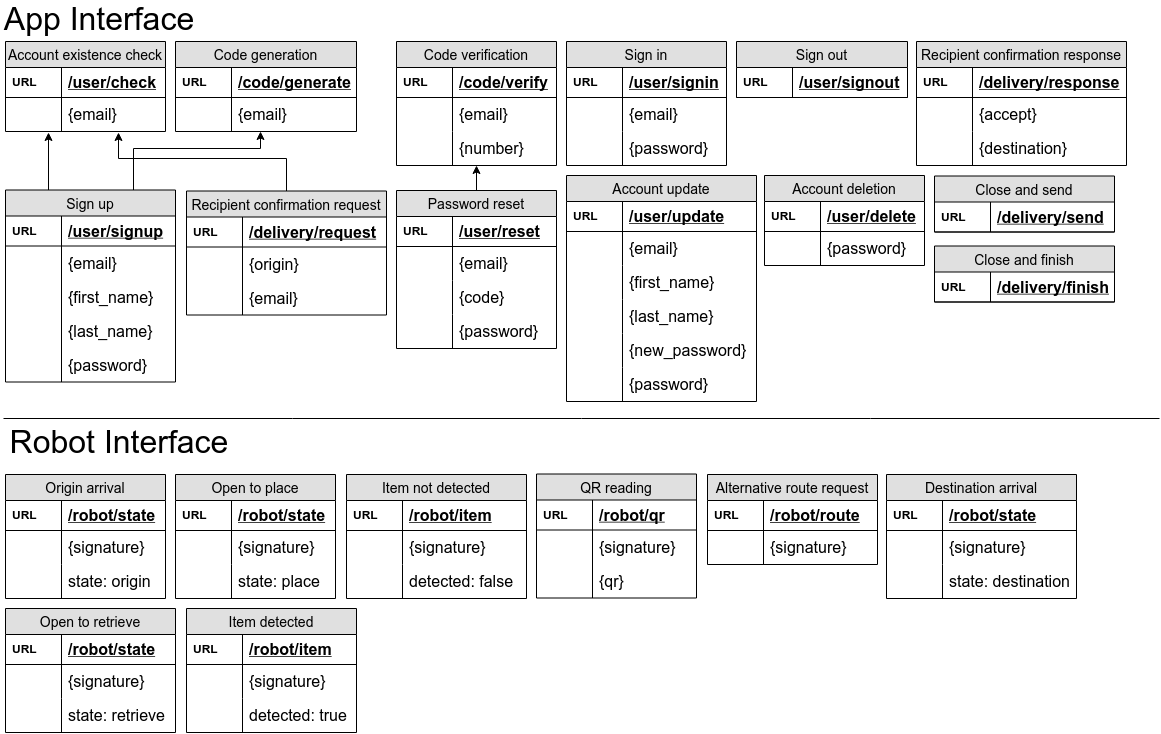 App Interface
Account existence check
URL /user/check
{email}
Code generation
URL /code/generate
{email}
Code verification
URL /code/verify
{email}
{number}
Sign in
URL /user/signin
{email}
{password}
Sign out
URL /user/signout
Recipient confirmation response
URL /delivery/response
{accept}
{destination}
Sign up
URL /user/signup
{email}
{first_name}
{last_name}
{password}
Recipient confirmation request
URL /delivery/request
{origin}
{email}
Password reset
URL /user/reset
{email}
{code}
{password}
Account update
URL /user/update
{email}
{first_name}
{last_name}
{new_password}
{password}
Account deletion
URL /user/delete
{password}
Close and send
URL /delivery/send
Close and finish
URL /delivery/finish
Robot Interface
Origin arrival
URL /robot/state
{signature}
state: origin
Open to place
URL /robot/state
{signature}
state: place
Item not detected
URL /robot/item
{signature}
detected: false
QR reading
URL /robot/qr
{signature}
{qr}
Alternative route request
URL /robot/route
{signature}
Destination arrival
URL /robot/state
{signature}
state: destination
Open to retrieve
URL /robot/state
{signature}
state: retrieve
Item detected
URL /robot/item
{signature}
detected: true